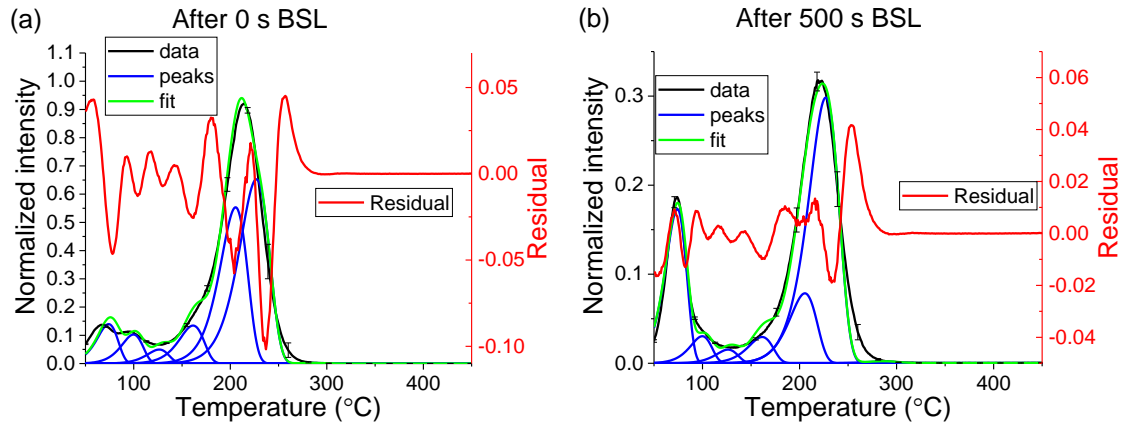 (a) After 0 s BSL
data
peaks
fit
Residual
Normalized intensity
0.0
0.1
0.2
0.3
0.4
0.5
0.6
0.7
0.8
0.9
1.0
1.1
100 200 300 400
Temperature (°C)
0.05
0.00
-0.05
-0.10
Residual
(b) After 500 s BSL
data
peaks
fit
Residual
Normalized intensity
0.0
0.1
0.2
0.3
100 200 300 400
Temperature (°C)
0.06
0.04
0.02
0.00
-0.02
-0.04
Residual